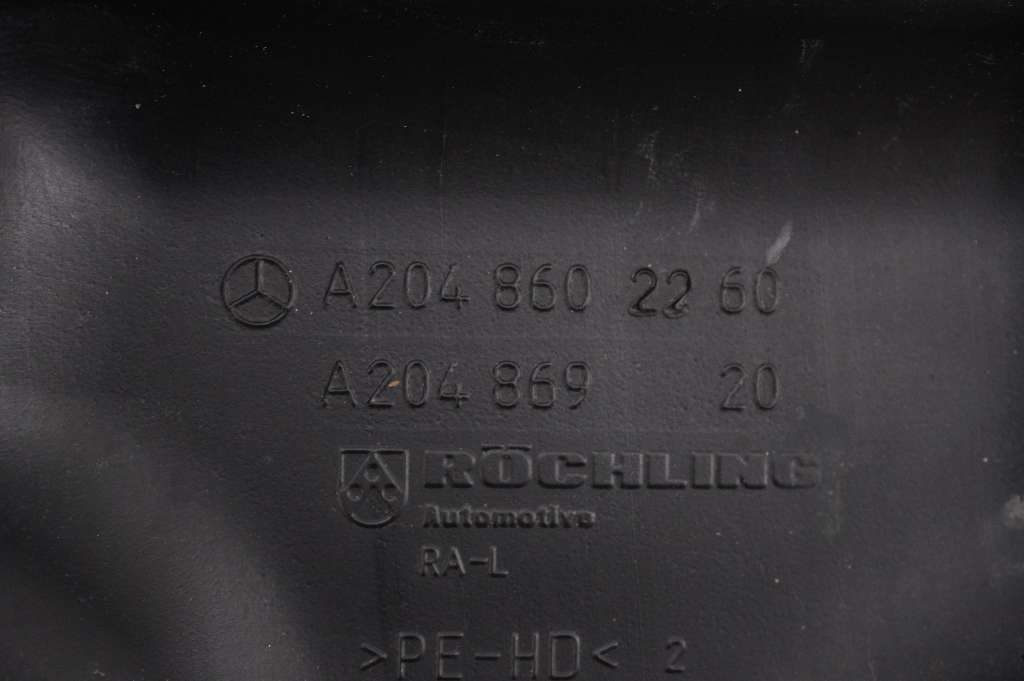 A204 860 22 60
A204 869 20
RÖCHLING
Automotive
RA-L
>PE-HD< 2